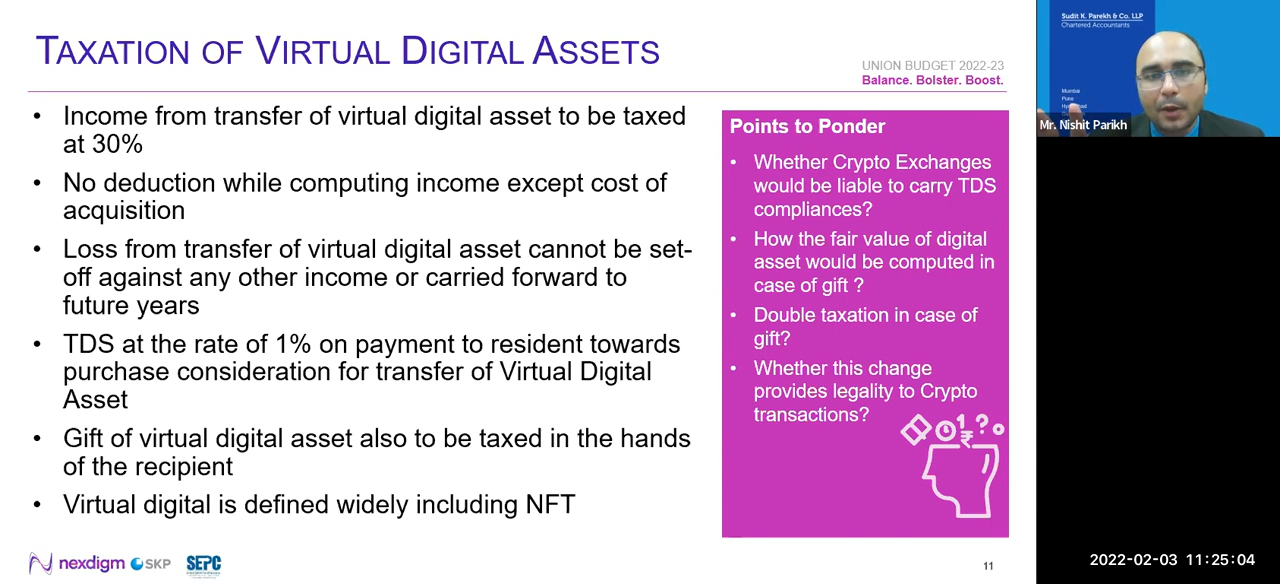 TAXATION OF VIRTUAL DIGITAL ASSETS
UNION BUDGET 2022-23
Balance. Bolster. Boost.
• Income from transfer of virtual digital asset to be taxed
at 30%
• No deduction while computing income except cost of
acquisition
• Loss from transfer of virtual digital asset cannot be set-
off against any other income or carried forward to
future years
• TDS at the rate of 1% on payment to resident towards
purchase consideration for transfer of Virtual Digital
Asset
• Gift of virtual digital asset also to be taxed in the hands
of the recipient
• Virtual digital is defined widely including NFT
Points to Ponder
• Whether Crypto Exchanges
would be liable to carry TDS
compliances?
• How the fair value of digital
asset would be computed in
case of gift ?
• Double taxation in case of
gift?
• Whether this change
provides legality to Crypto
transactions?
nexdigm SKP SEPC
11
Sudit K. Parekh & Co. LLP
Chartered Accountants
Mumbai
Pune
Mr. Nishit Parikh
2022-02-03 11:25:04